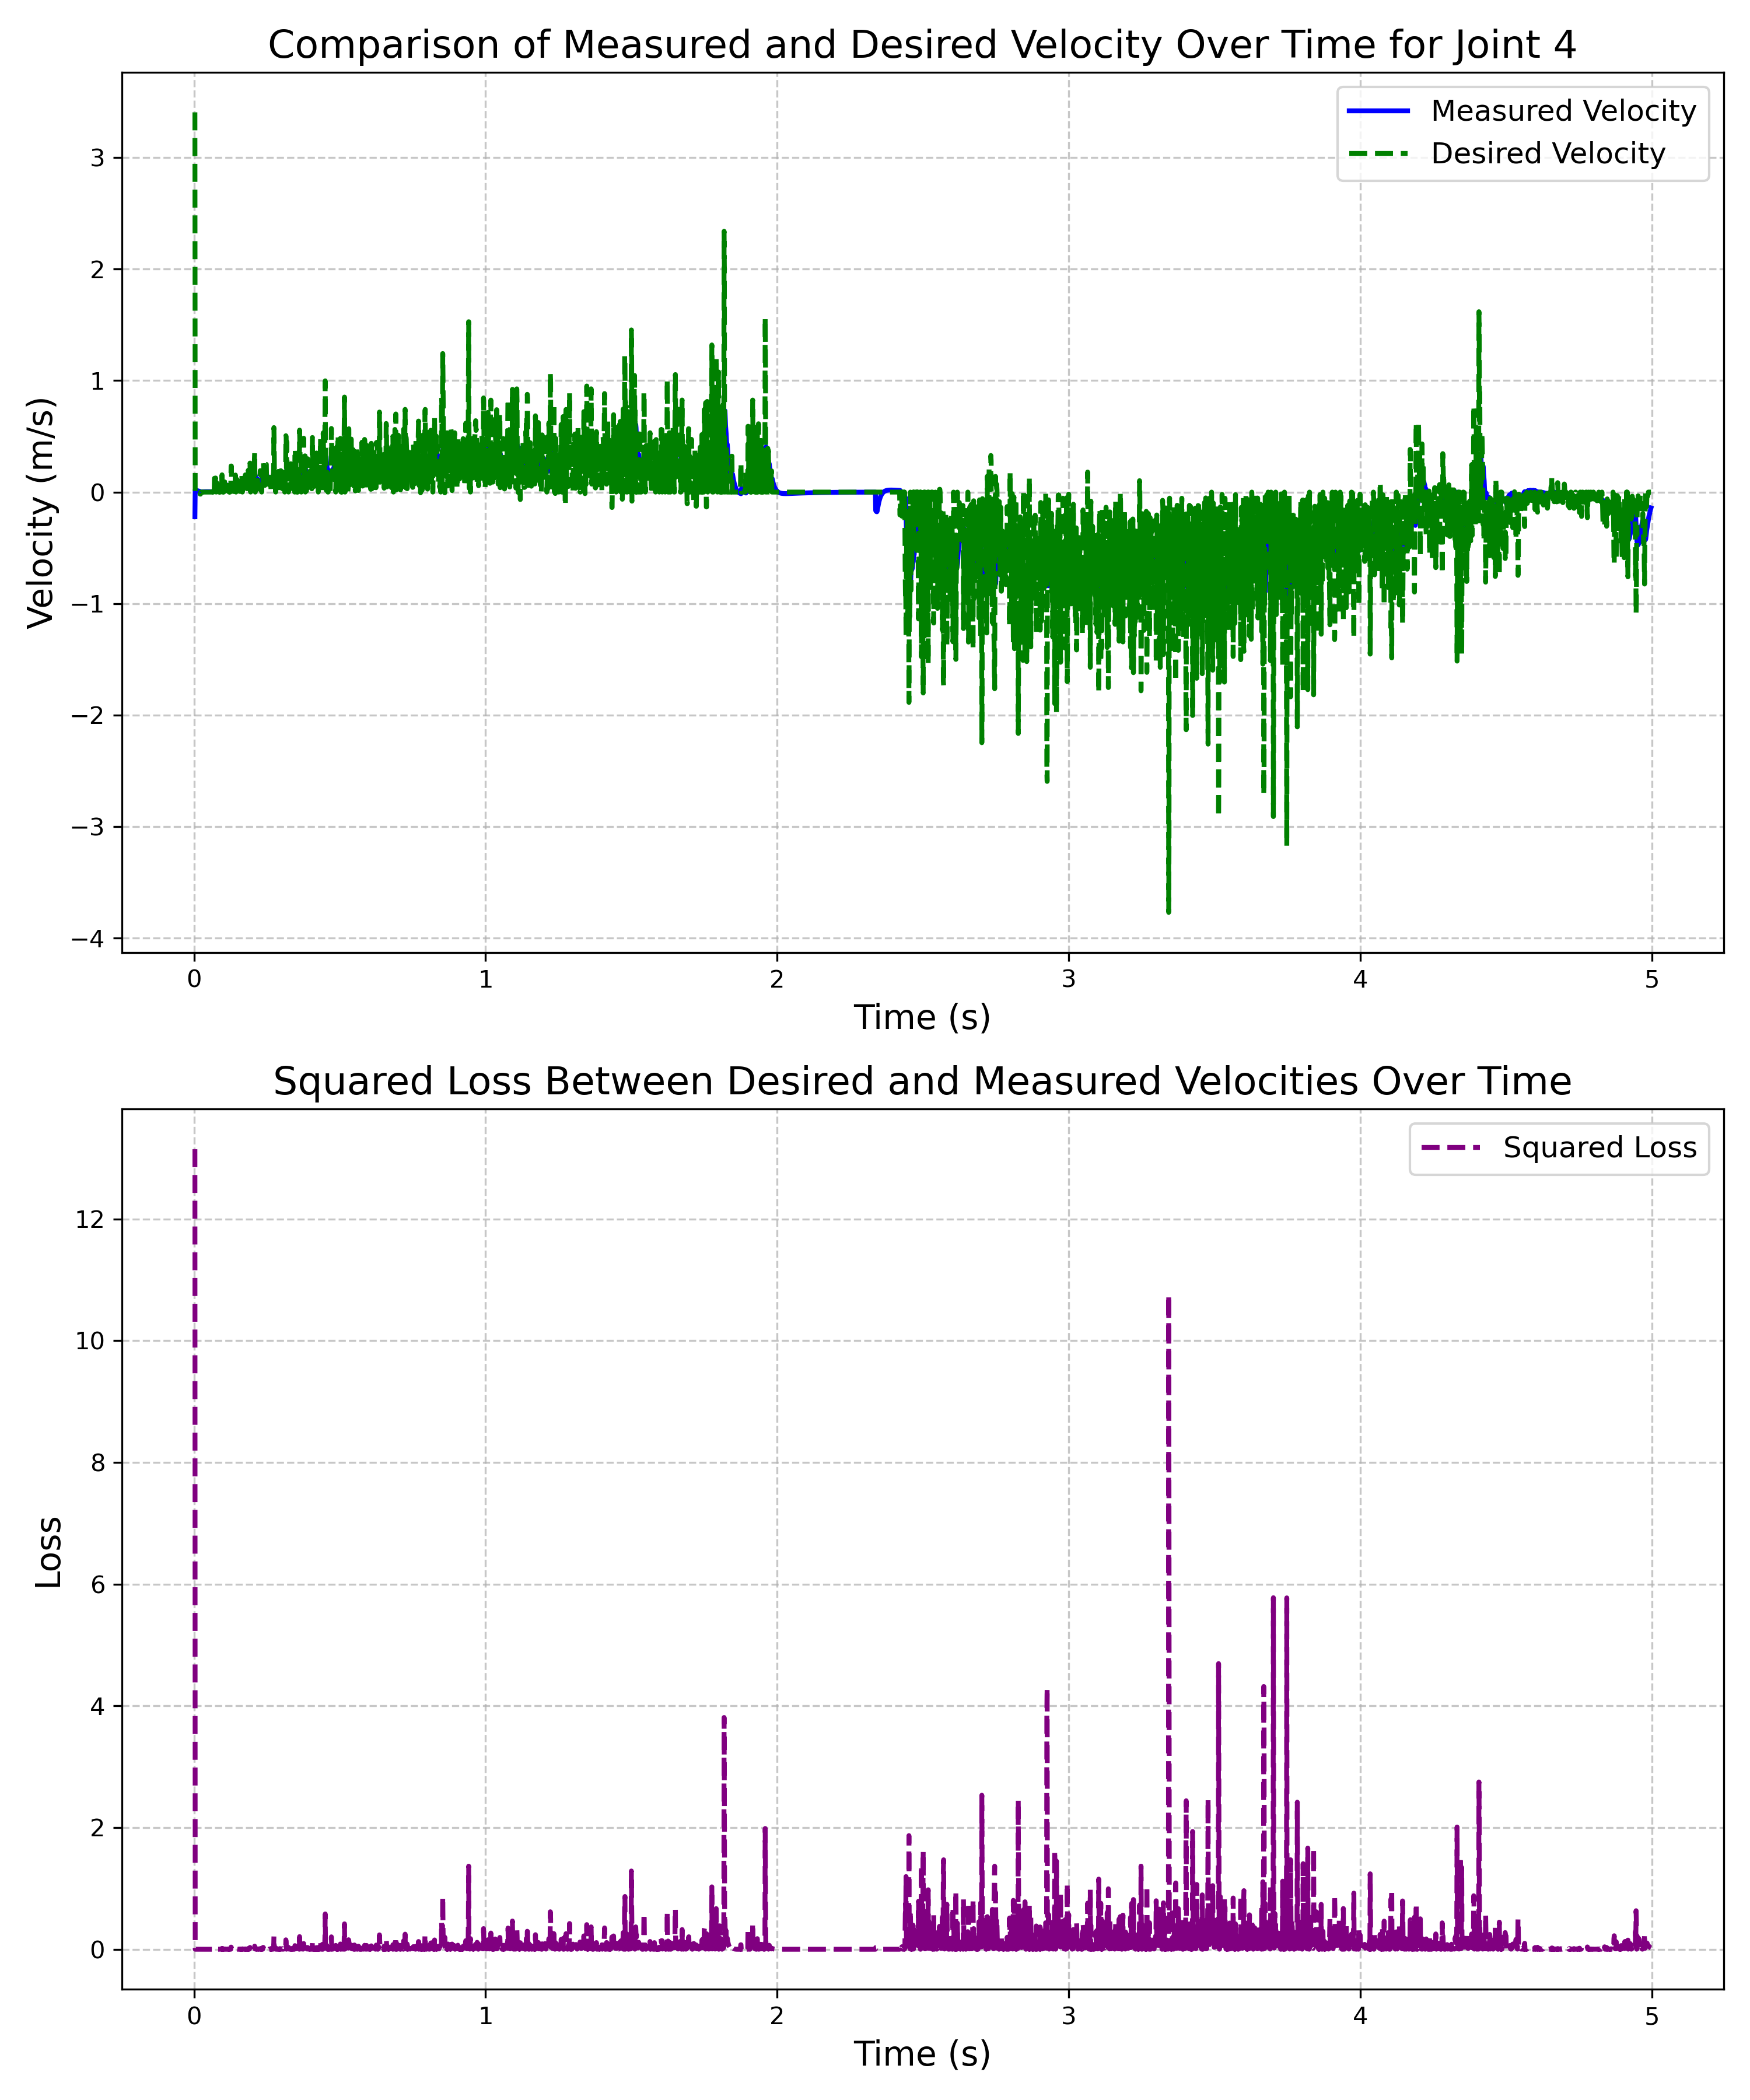 Comparison of Measured and Desired Velocity Over Time for Joint 4
Measured Velocity
Desired Velocity
Velocity (m/s)
3
2
1
0
−1
−2
−3
−4
0 1 2 3 4 5
Time (s)
Squared Loss Between Desired and Measured Velocities Over Time
Squared Loss
Loss
12
10
8
6
4
2
0
0 1 2 3 4 5
Time (s)